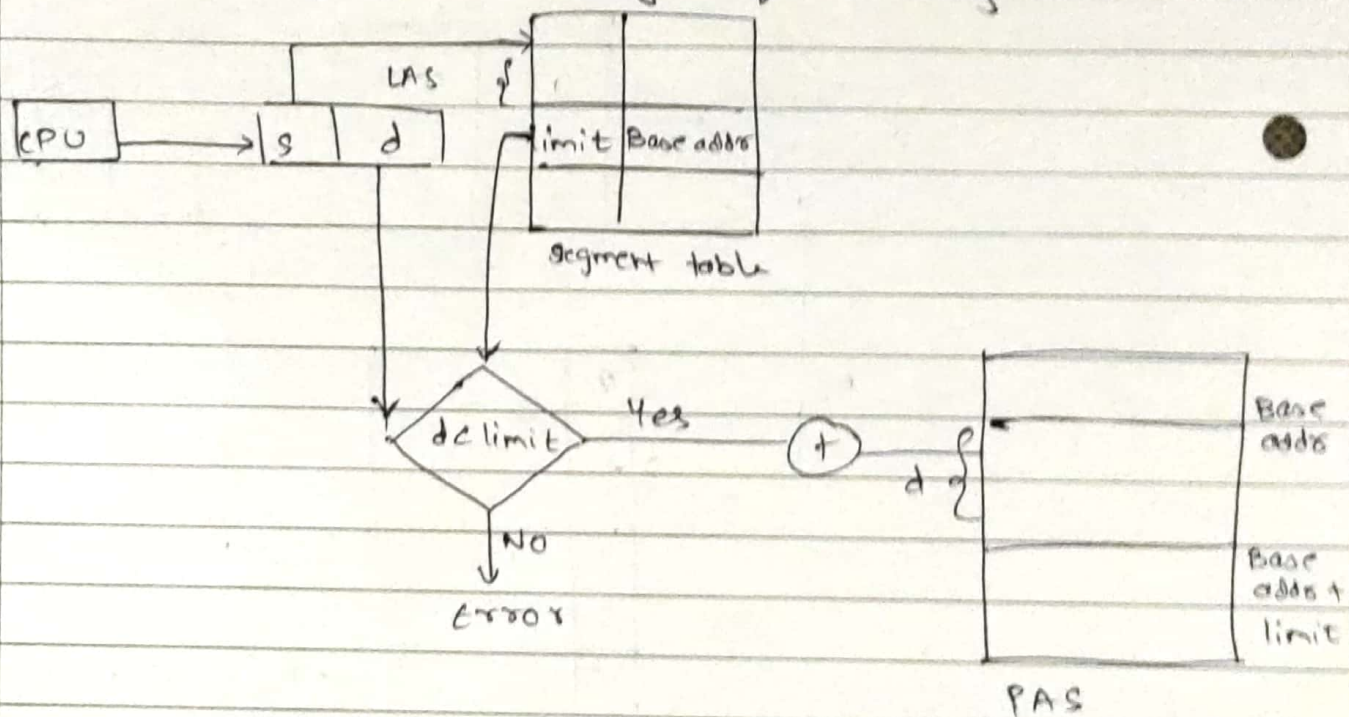 LAS
CPU
s
d
limit
Base addr
segment table
d < limit
Yes
+
d
Base
addr
NO
Error
Base
addr +
limit
PAS